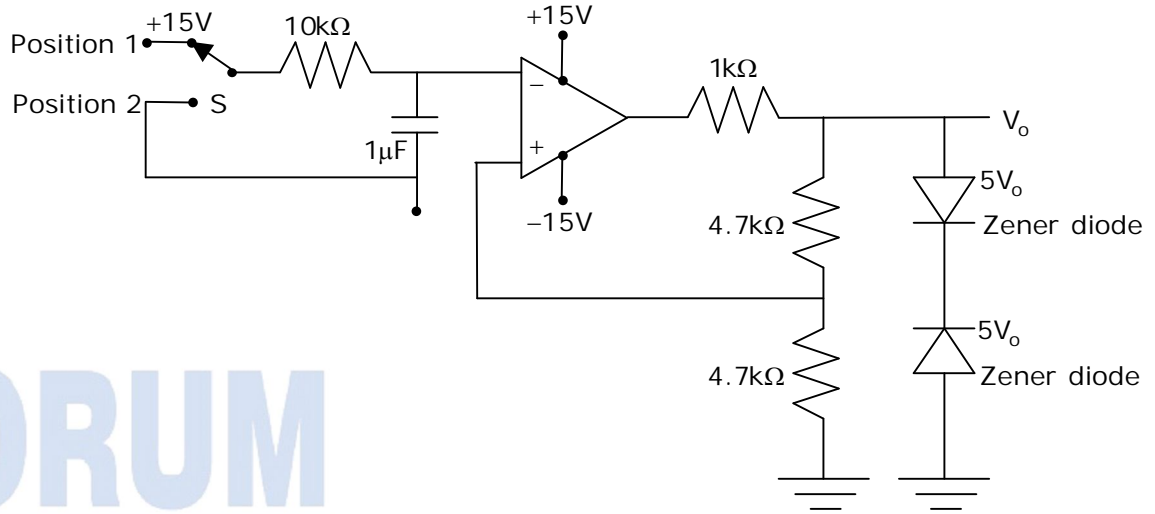 +15V
Position 1
10kΩ
+15V
1kΩ
Position 2
S
−
+
1μF
−15V
Vₒ
4.7kΩ
5Vₒ
Zener diode
4.7kΩ
5Vₒ
Zener diode
ORUM